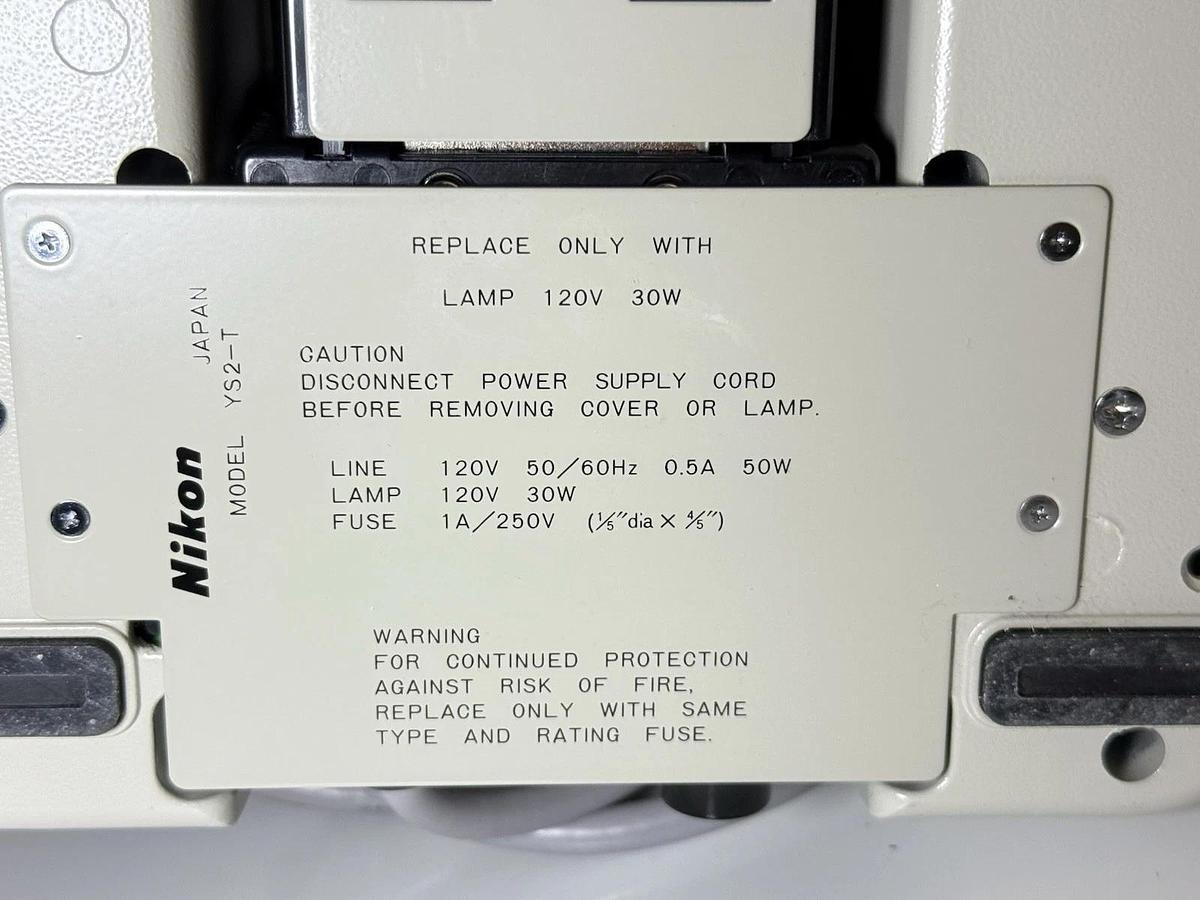 REPLACE ONLY WITH
LAMP 120V 30W
CAUTION
DISCONNECT POWER SUPPLY CORD
BEFORE REMOVING COVER OR LAMP.
LINE 120V 50/60Hz 0.5A 50W
LAMP 120V 30W
FUSE 1A/250V (⅕″dia × ⅘″)
WARNING
FOR CONTINUED PROTECTION
AGAINST RISK OF FIRE,
REPLACE ONLY WITH SAME
TYPE AND RATING FUSE.
Nikon JAPAN
MODEL YS2-T